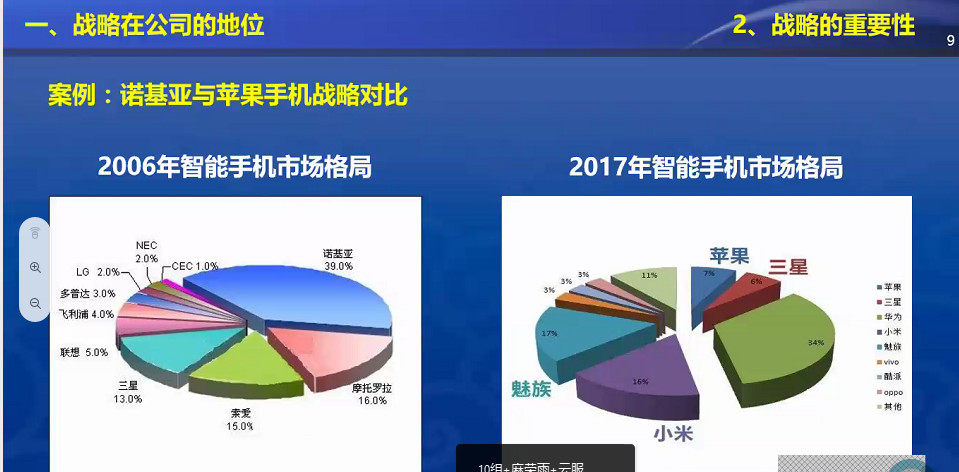 一、战略在公司的地位
2、战略的重要性
9
案例：诺基亚与苹果手机战略对比
2006年智能手机市场格局
2017年智能手机市场格局
诺基亚
39.0%
摩托罗拉
16.0%
索爱
15.0%
三星
13.0%
联想 5.0%
飞利浦 4.0%
多普达 3.0%
LG 2.0%
NEC
2.0%
CEC 1.0%
苹果
7%
三星
6%
34%
小米
16%
魅族
17%
3%
3%
3%
11%
苹果
三星
华为
小米
魅族
vivo
酷派
oppo
其他